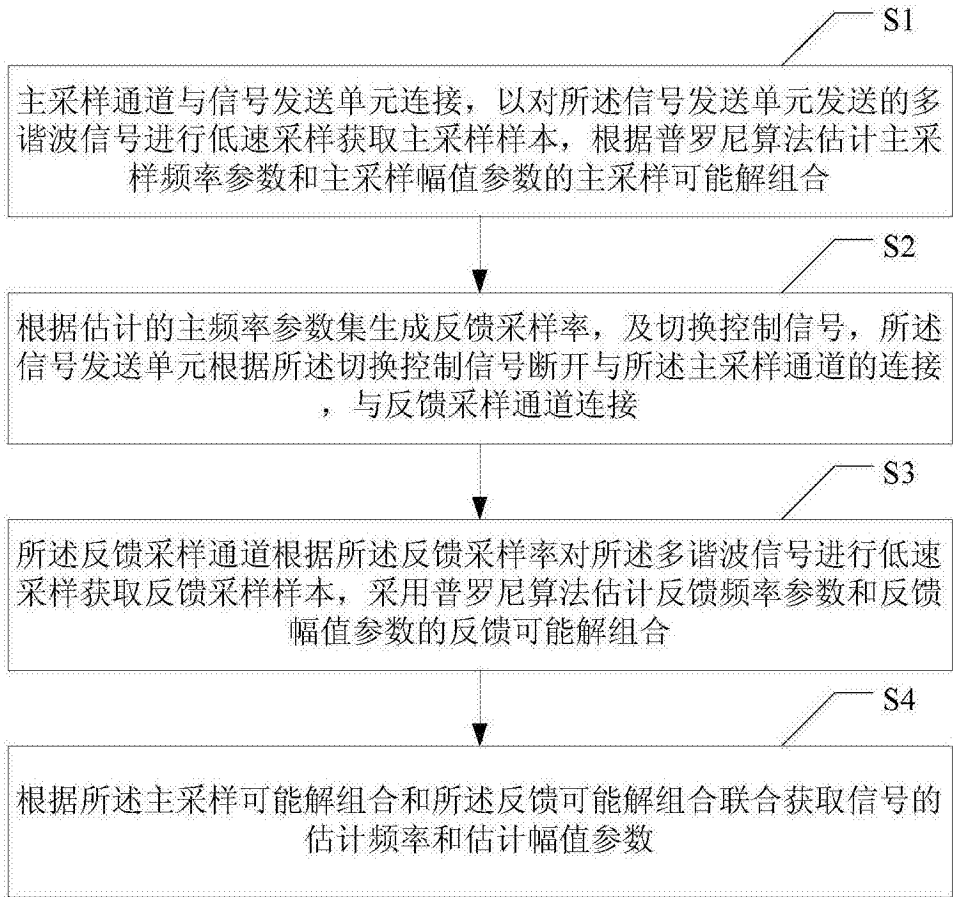 S1
主采样通道与信号发送单元连接，以对所述信号发送单元发送的多
谐波信号进行低速采样获取主采样样本，根据普罗尼算法估计主采
样频率参数和主采样幅值参数的主采样可能解组合
S2
根据估计的主频率参数集生成反馈采样率，及切换控制信号，所述
信号发送单元根据所述切换控制信号断开与所述主采样通道的连接
，与反馈采样通道连接
S3
所述反馈采样通道根据所述反馈采样率对所述多谐波信号进行低速
采样获取反馈采样样本，采用普罗尼算法估计反馈频率参数和反馈
幅值参数的反馈可能解组合
S4
根据所述主采样可能解组合和所述反馈可能解组合联合获取信号的
估计频率和估计幅值参数